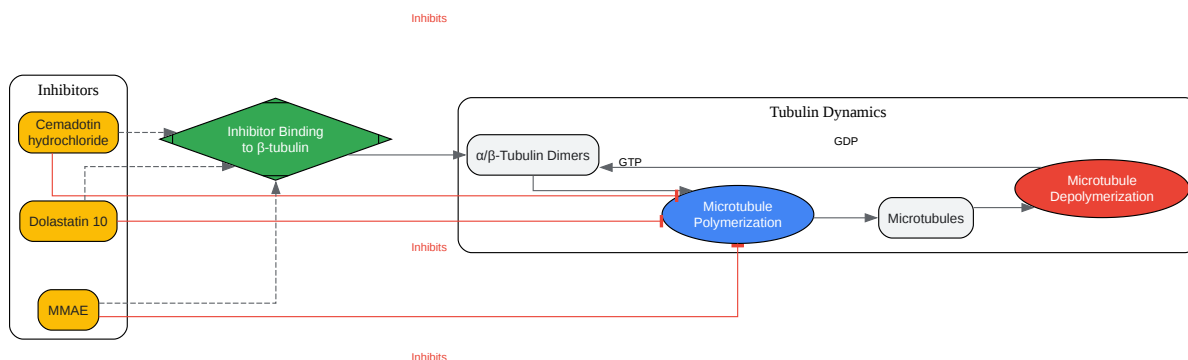 Inhibits
Inhibitors
Cemadotin
hydrochloride
Dolastatin 10
MMAE
Inhibitor Binding
to β-tubulin
Tubulin Dynamics
GDP
α/β-Tubulin Dimers
GTP
Microtubule
Polymerization
Microtubules
Microtubule
Depolymerization
Inhibits
Inhibits